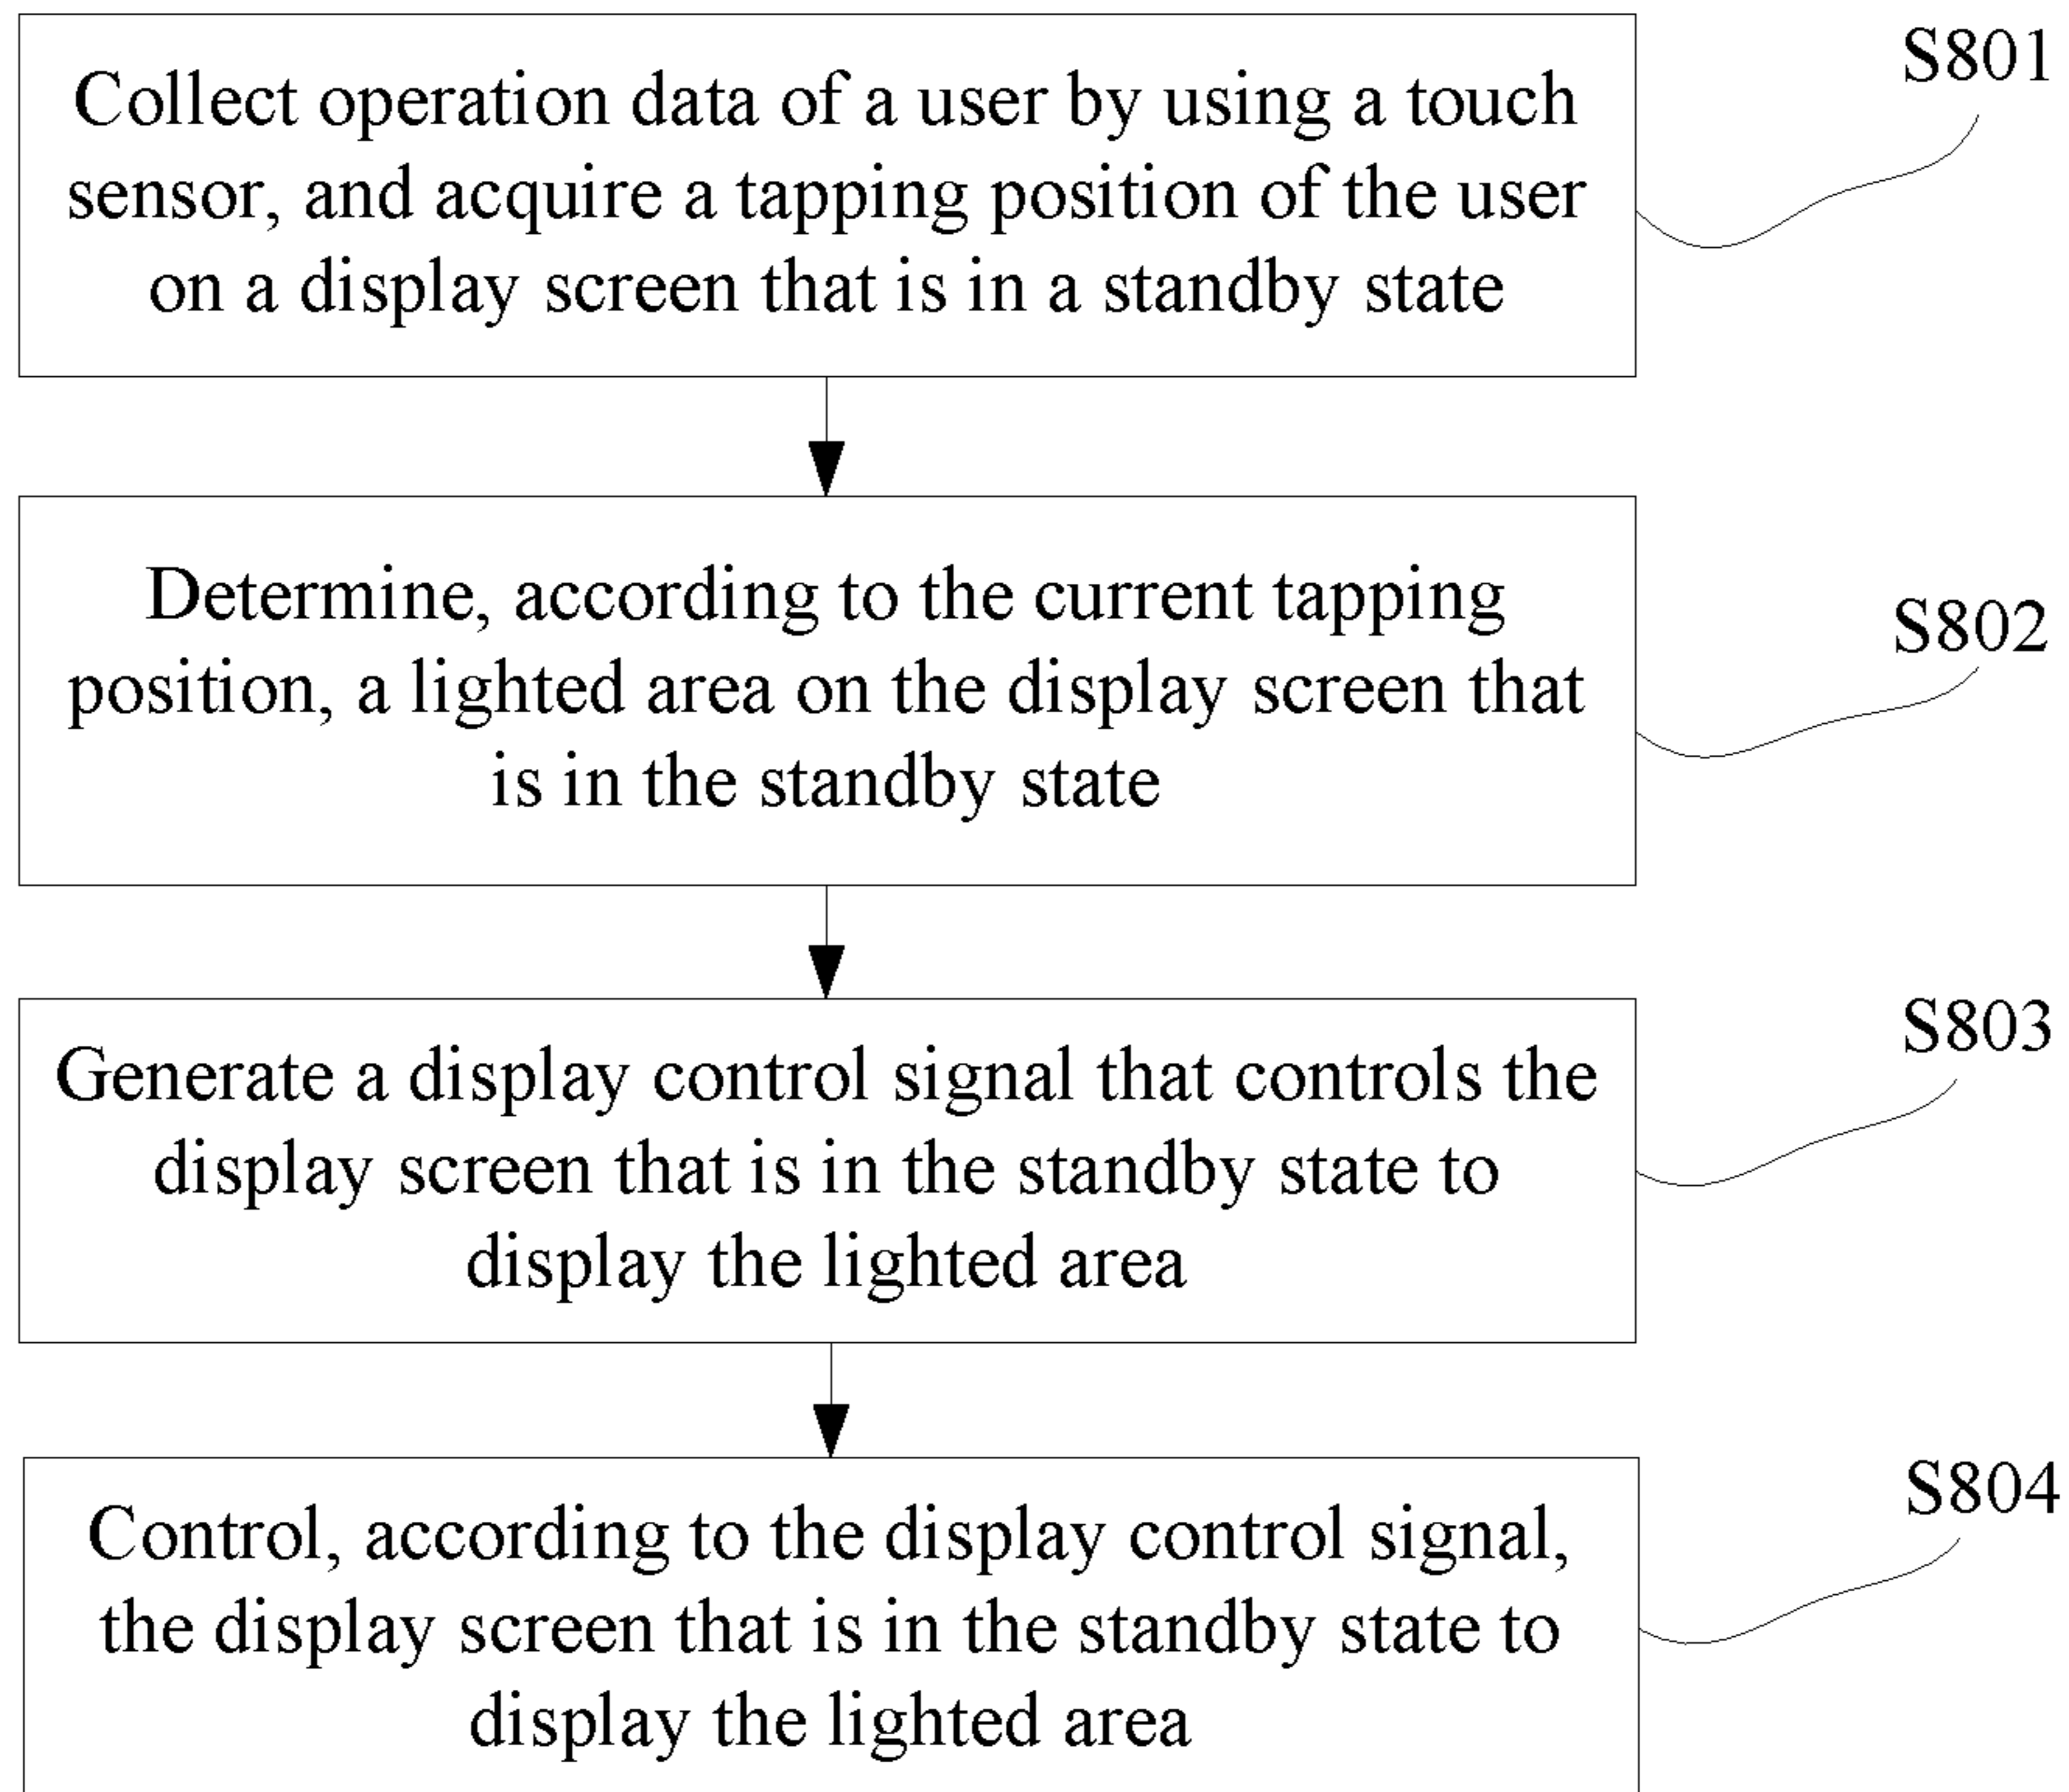 Collect operation data of a user by using a touch
sensor, and acquire a tapping position of the user
on a display screen that is in a standby state
S801
Determine, according to the current tapping
position, a lighted area on the display screen that
is in the standby state
S802
Generate a display control signal that controls the
display screen that is in the standby state to
display the lighted area
S803
Control, according to the display control signal,
the display screen that is in the standby state to
display the lighted area
S804